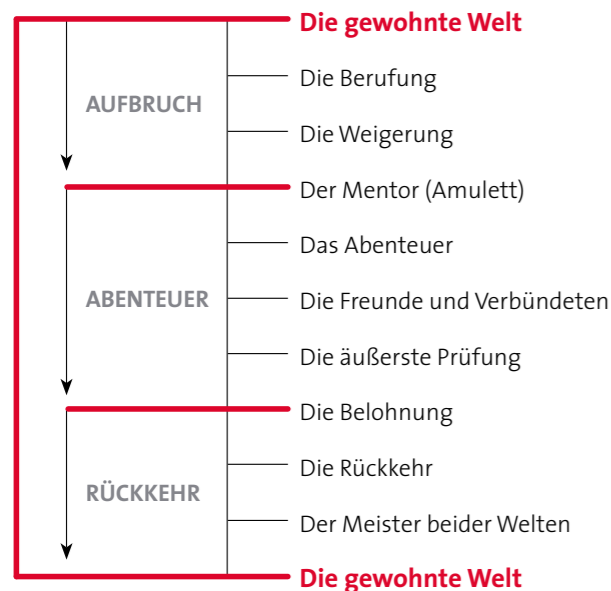 Die gewohnte Welt
Die Berufung
AUFBRUCH
Die Weigerung
Der Mentor (Amulett)
Das Abenteuer
ABENTEUER
Die Freunde und Verbündeten
Die äußerste Prüfung
Die Belohnung
Die Rückkehr
RÜCKKEHR
Der Meister beider Welten
Die gewohnte Welt